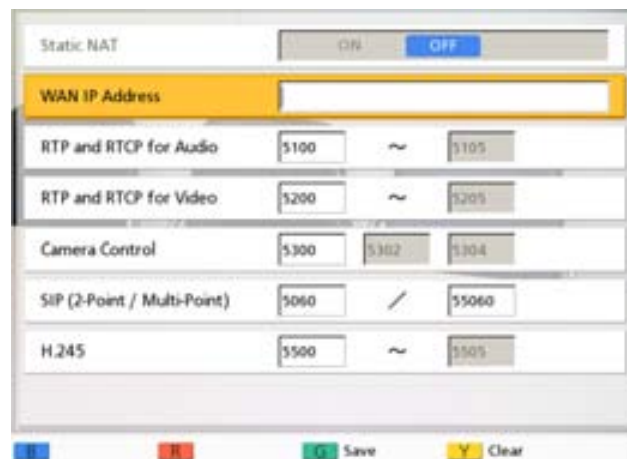 Static NAT ON OFF
WAN IP Address
RTP and RTCP for Audio 5100 ~ 5105
RTP and RTCP for Video 5200 ~ 5205
Camera Control 5300 5302 5304
SIP (2-Point / Multi-Point) 5060 / 55060
H.245 5500 ~ 5505
B R G Save Y Clear